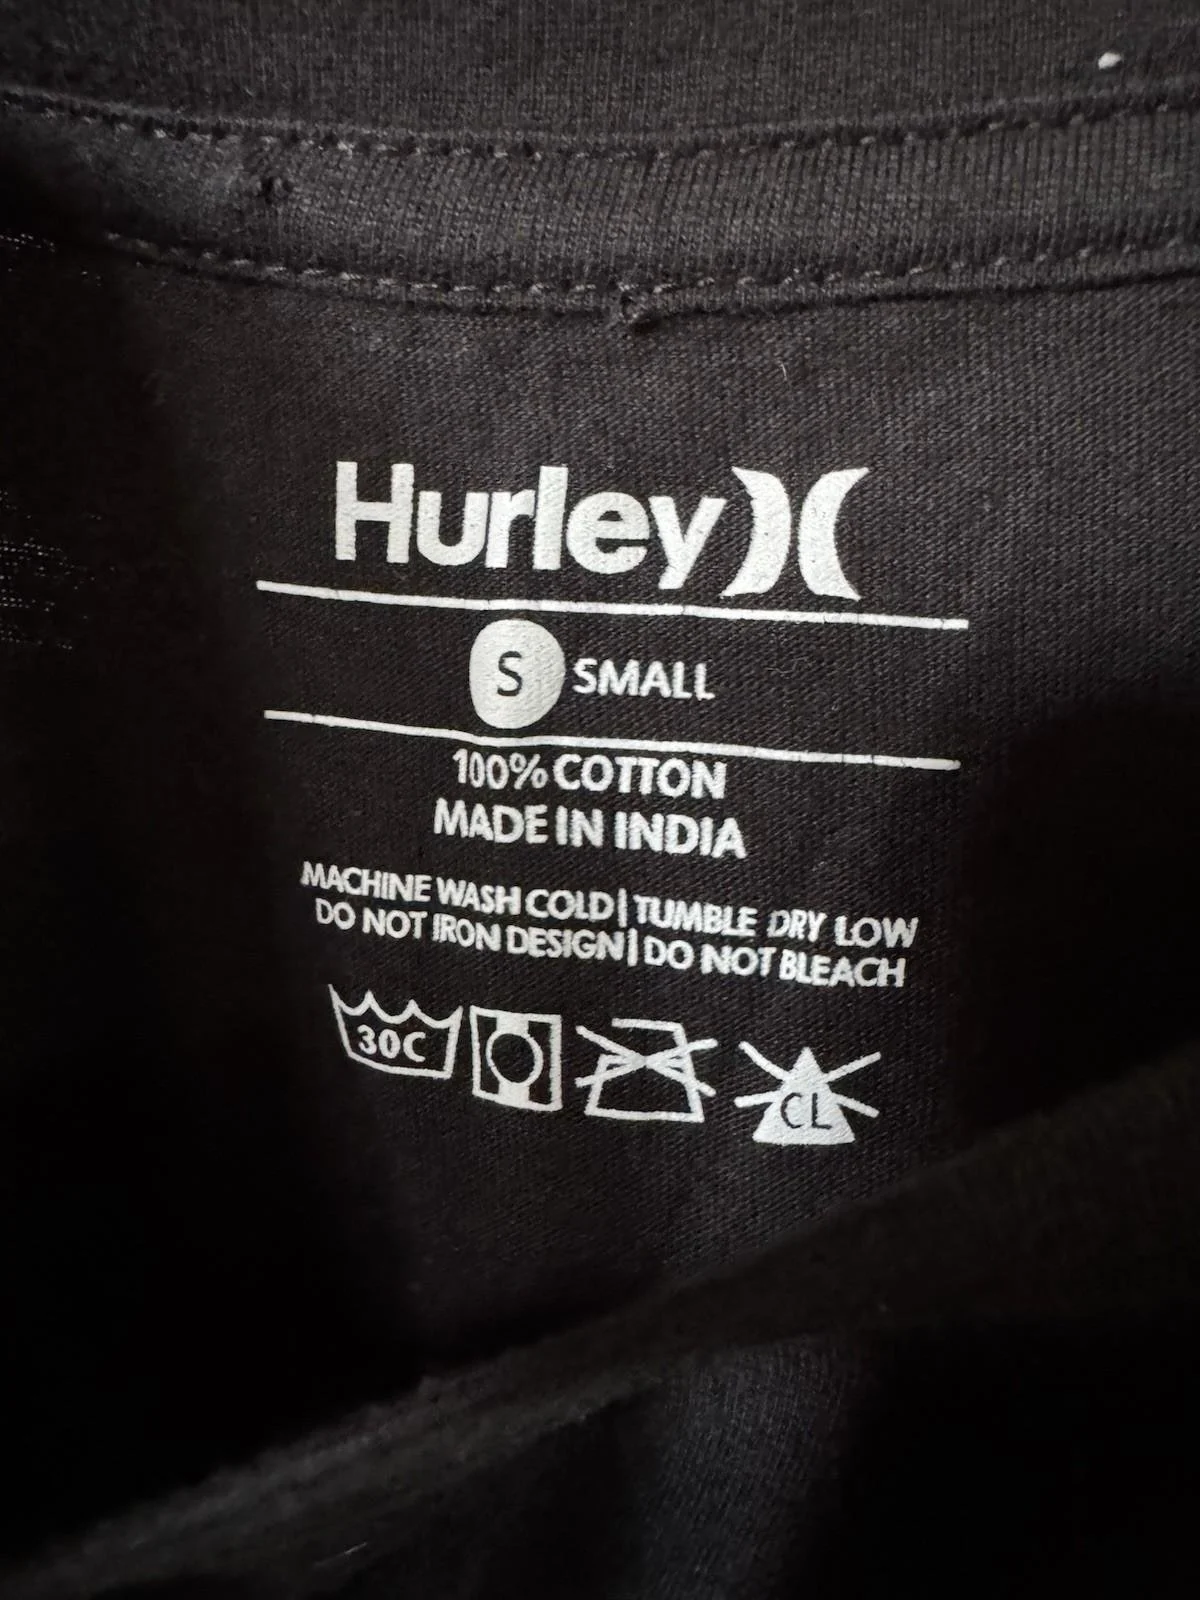 Hurley
S SMALL
100% COTTON
MADE IN INDIA
MACHINE WASH COLD | TUMBLE DRY LOW
DO NOT IRON DESIGN | DO NOT BLEACH
30C
CL